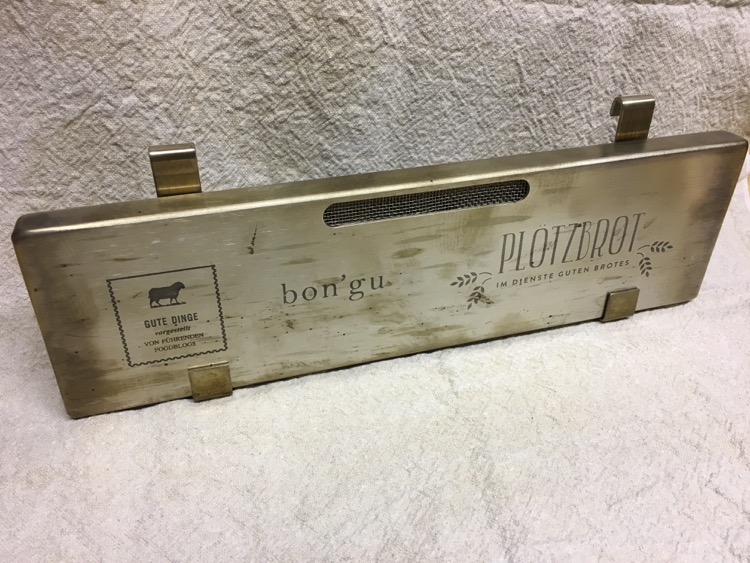 GUTE DINGE
vorgestellt
VON FÜHRENDEN
FOODBLOGS
bon'gu
PLÖTZBROT
IM DIENSTE GUTEN BROTES